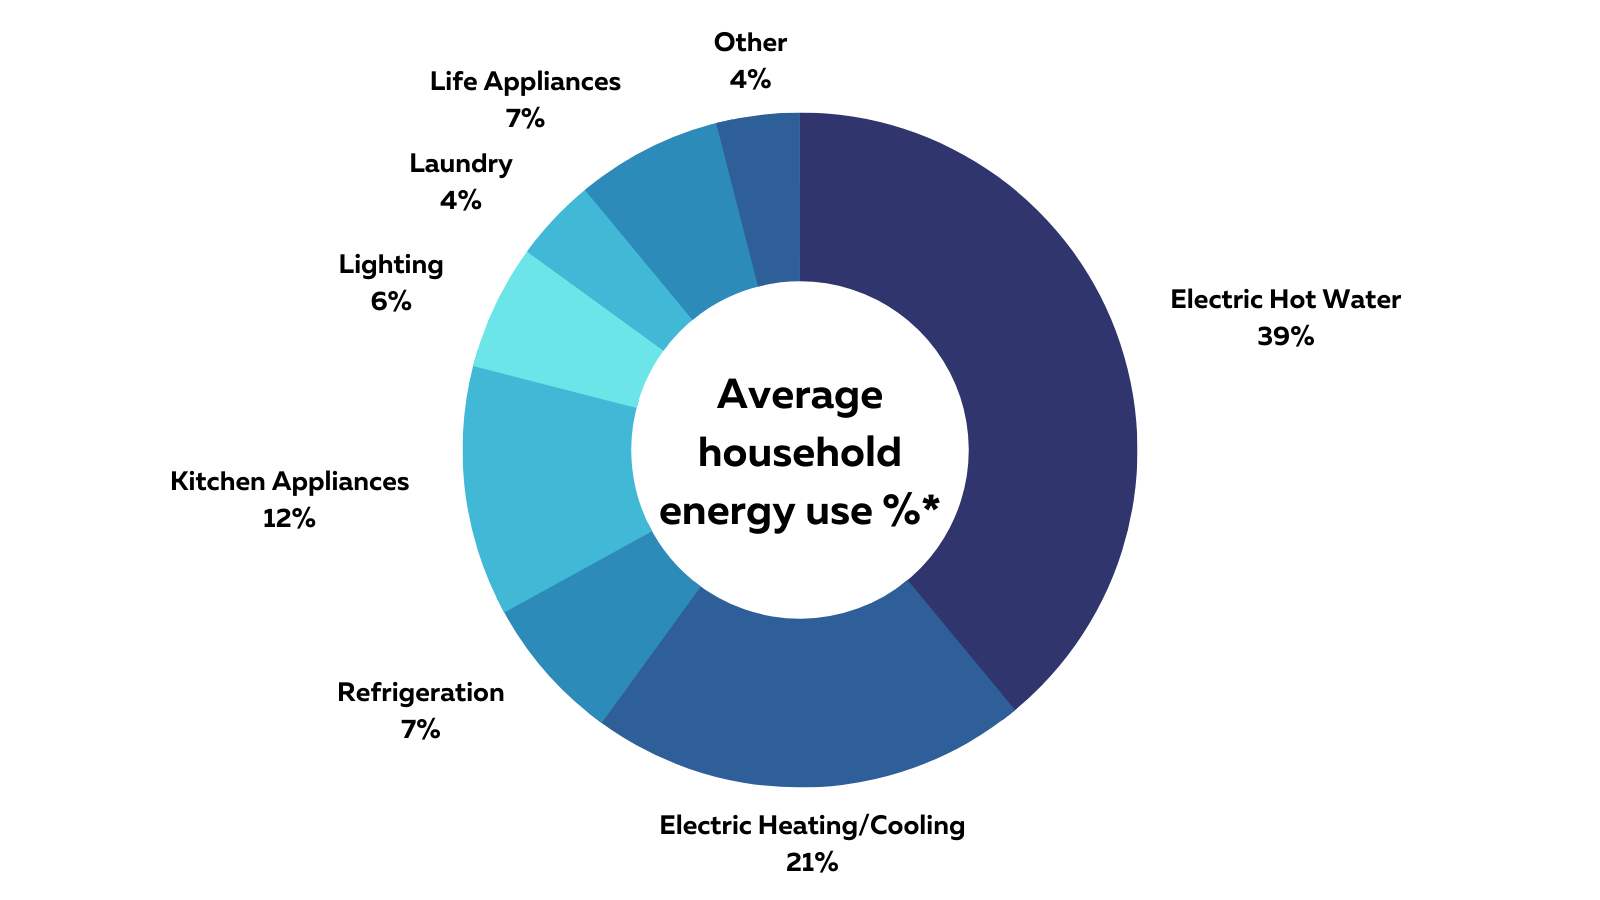 Other
4%
Life Appliances
7%
Laundry
4%
Lighting
6%
Electric Hot Water
39%
Average
household
energy use %*
Kitchen Appliances
12%
Refrigeration
7%
Electric Heating/Cooling
21%